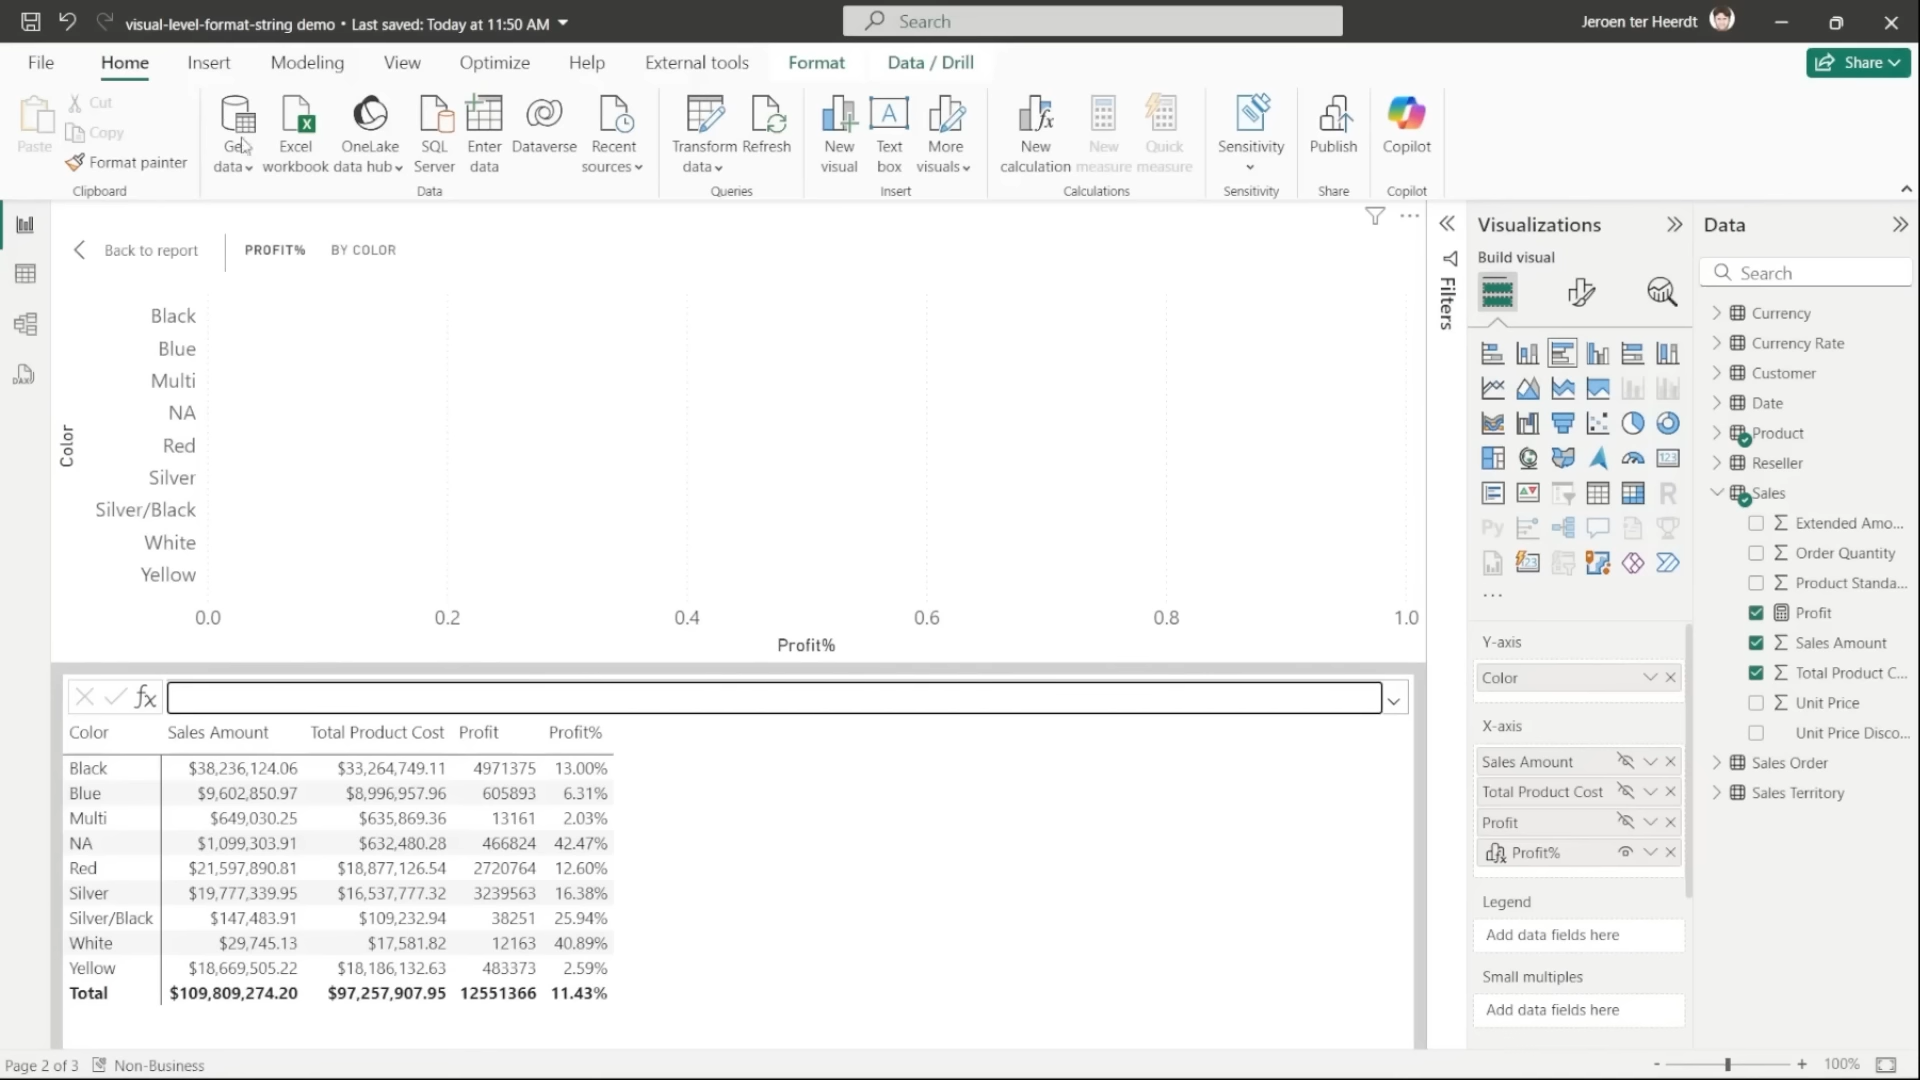 visual-level-format-string demo • Last saved: Today at 11:50 AM
Search
Jeroen ter Heerdt
File
Home
Insert
Modeling
View
Optimize
Help
External tools
Format
Data / Drill
Share
Paste
Cut
Copy
Format painter
Clipboard
Get data
Excel workbook
OneLake data hub
SQL Server
Enter data
Dataverse
Recent sources
Data
Transform data
Refresh
Queries
New visual
Text box
More visuals
Insert
New calculation
New measure
Quick measure
Calculations
Sensitivity
Sensitivity
Publish
Share
Copilot
Copilot
Back to report
PROFIT%
BY COLOR
Color
Black
Blue
Multi
NA
Red
Silver
Silver/Black
White
Yellow
0.0 0.2 0.4 0.6 0.8 1.0
Profit%
fx
Color Sales Amount Total Product Cost Profit Profit%
Black $38,236,124.06 $33,264,749.11 4971375 13.00%
Blue $9,602,850.97 $8,996,957.96 605893 6.31%
Multi $649,030.25 $635,869.36 13161 2.03%
NA $1,099,303.91 $632,480.28 466824 42.47%
Red $21,597,890.81 $18,877,126.54 2720764 12.60%
Silver $19,777,339.95 $16,537,777.32 3239563 16.38%
Silver/Black $147,483.91 $109,232.94 38251 25.94%
White $29,745.13 $17,581.82 12163 40.89%
Yellow $18,669,505.22 $18,186,132.63 483373 2.59%
Total $109,809,274.20 $97,257,907.95 12551366 11.43%
Filters
Visualizations
Build visual
123
R
Py
123
...
Y-axis
Color
X-axis
Sales Amount
Total Product Cost
Profit
Profit%
Legend
Add data fields here
Small multiples
Add data fields here
Data
Search
Currency
Currency Rate
Customer
Date
Product
Reseller
Sales
Extended Amo...
Order Quantity
Product Standa...
Profit
Sales Amount
Total Product C...
Unit Price
Unit Price Disco...
Sales Order
Sales Territory
Page 2 of 3
Non-Business
- + 100%